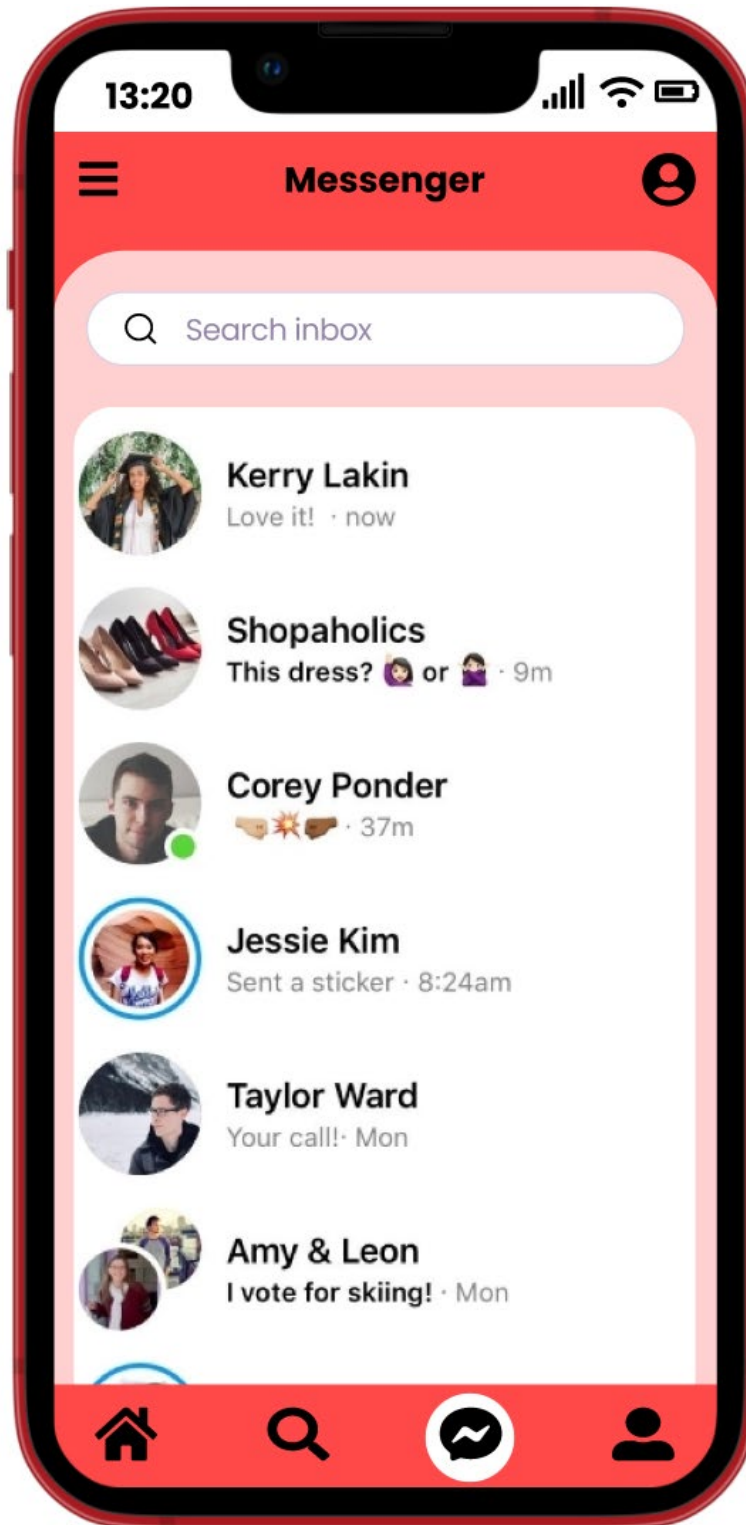 13:20
Messenger
Search inbox
Kerry Lakin
Love it! · now
Shopaholics
This dress? 🙋🏻‍♀️ or 🙅🏻‍♀️ · 9m
Corey Ponder
🤜🏼💥🤛🏾 · 37m
Jessie Kim
Sent a sticker · 8:24am
Taylor Ward
Your call!· Mon
Amy & Leon
I vote for skiing! · Mon